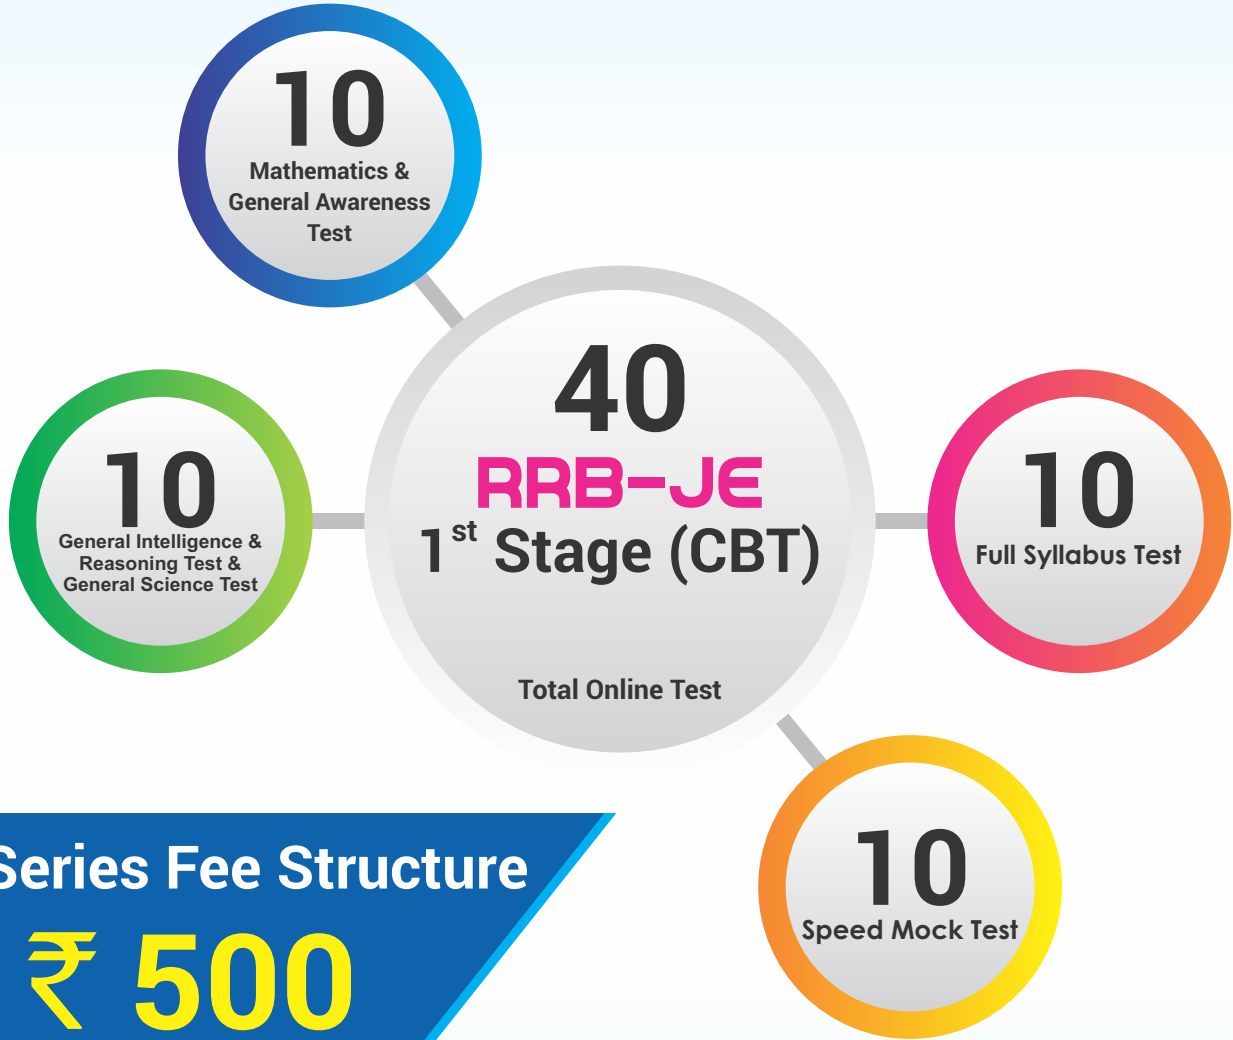 10
Mathematics &
General Awareness
Test
40
RRB-JE
1st Stage (CBT)
Total Online Test
10
General Intelligence &
Reasoning Test &
General Science Test
10
Full Syllabus Test
10
Speed Mock Test
Series Fee Structure
₹ 500